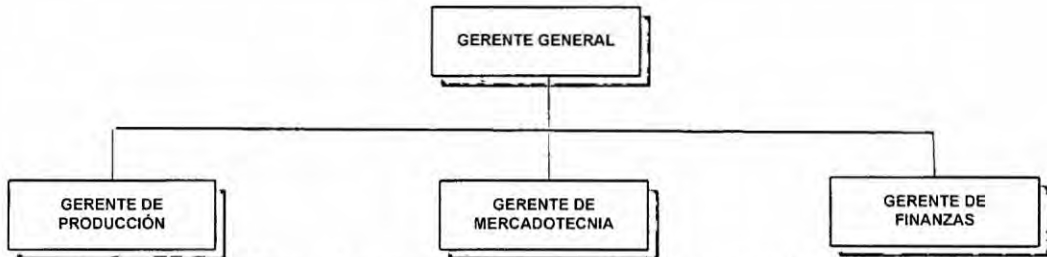 GERENTE GENERAL
GERENTE DE
PRODUCCIÓN
GERENTE DE
MERCADOTECNIA
GERENTE DE
FINANZAS